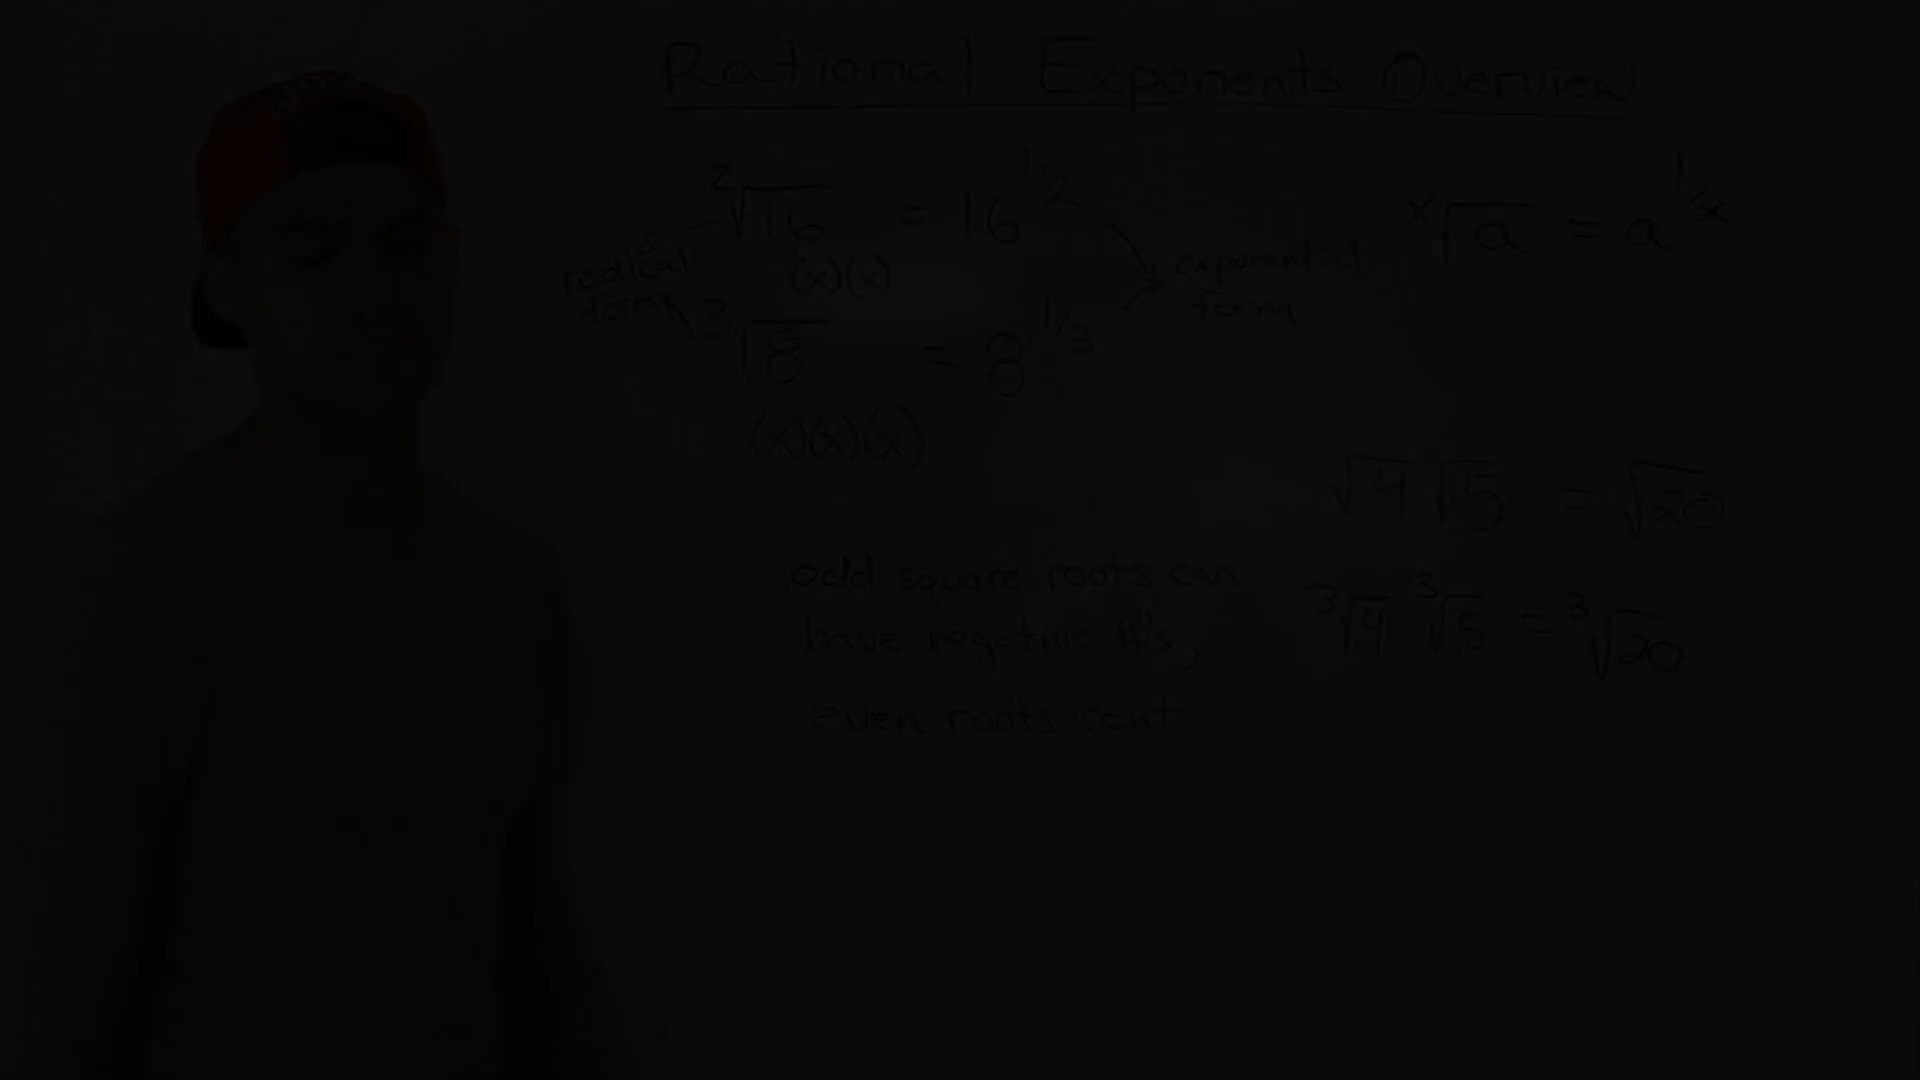 Rational Exponents Overview
²√16 = 16^1/2
radical form
(x)(x)
exponential form
³√8 = 8^1/3
(x)(x)(x)
ˣ√a = a^1/x
√4 √5 = √20
³√4 ³√5 = ³√20
odd square roots can
have negative #'s,
even roots cant